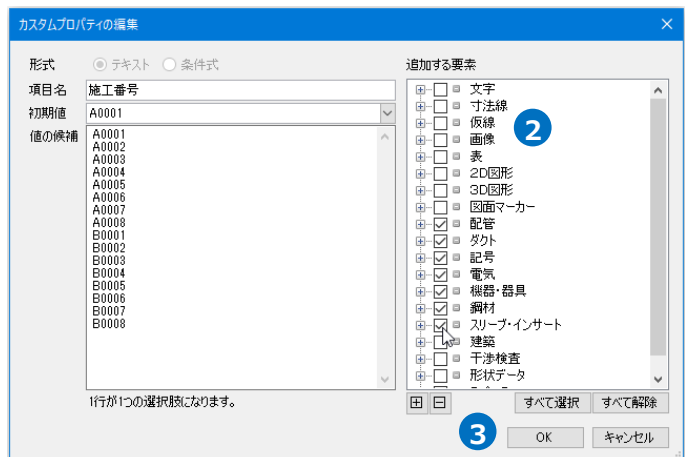 カスタムプロパティの編集
形式 テキスト 条件式
項目名 施工番号
初期値 A0001
値の候補
A0001
A0002
A0003
A0004
A0005
A0006
A0007
A0008
B0001
B0002
B0003
B0004
B0005
B0006
B0007
B0008
1行が1つの選択肢になります。
追加する要素
文字
寸法線
仮線
画像
表
2D図形
3D図形
図面マーカー
配管
ダクト
記号
電気
機器・器具
鋼材
スリーブ・インサート
建築
干渉検査
形状データ
2
すべて選択 すべて解除
3
OK キャンセル